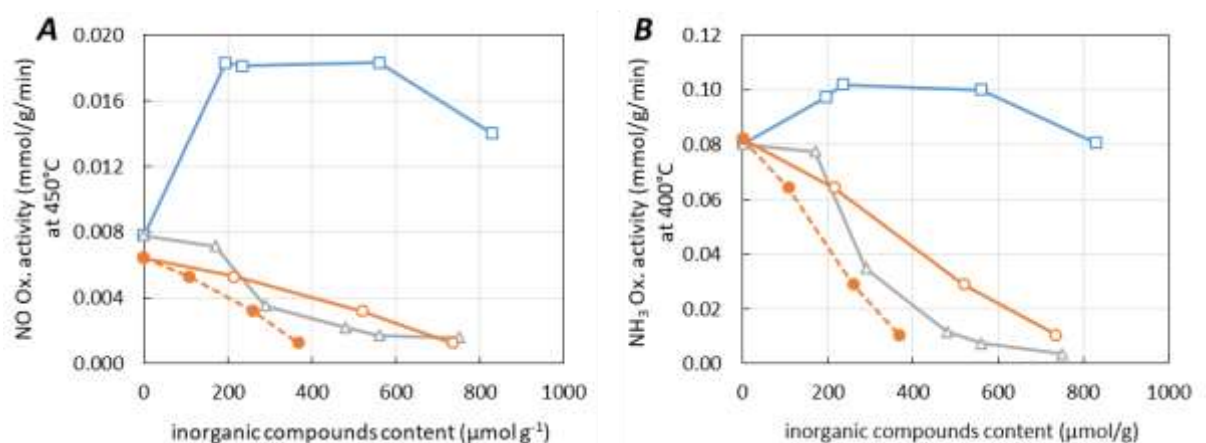 A
NO Ox. activity (mmol/g/min)
at 450°C
0.020
0.016
0.012
0.008
0.004
0.000
0 200 400 600 800 1000
inorganic compounds content (µmol g⁻¹)
B
NH₃ Ox. activity (mmol/g/min)
at 400°C
0.12
0.10
0.08
0.06
0.04
0.02
0.00
0 200 400 600 800 1000
inorganic compounds content (µmol/g)